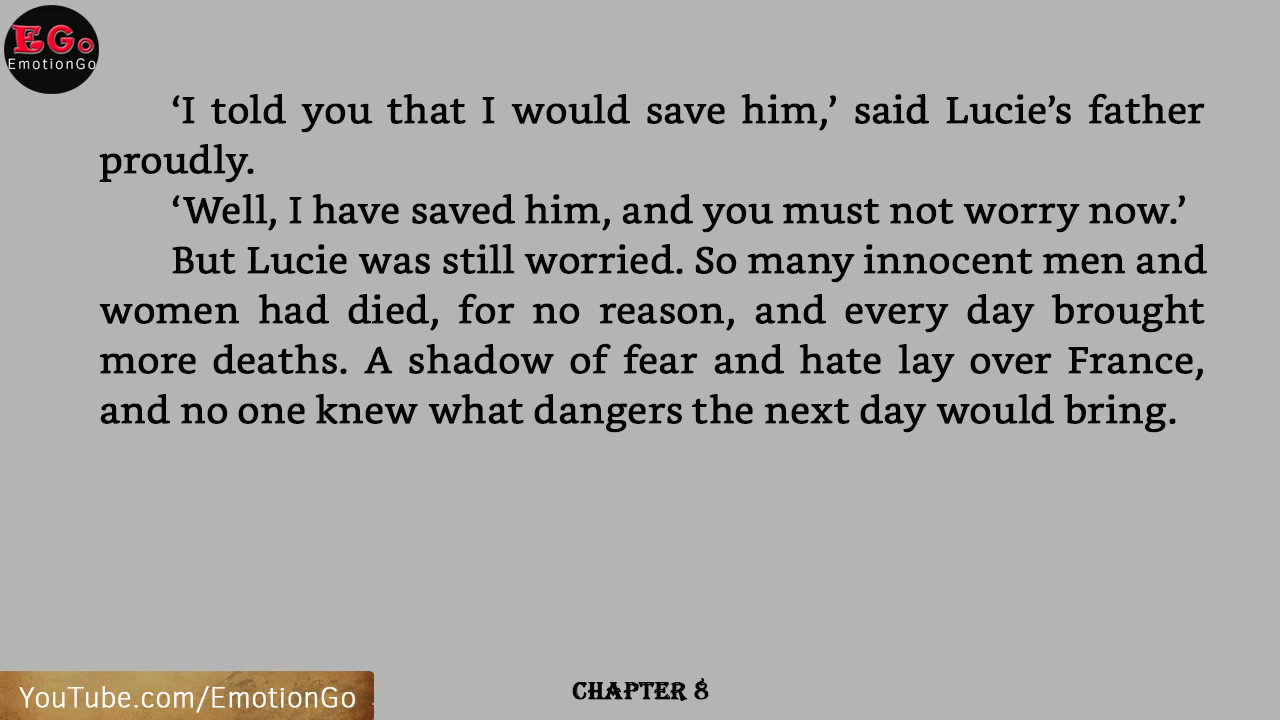 EGo
EmotionGo
‘I told you that I would save him,’ said Lucie’s father
proudly.
‘Well, I have saved him, and you must not worry now.’
But Lucie was still worried. So many innocent men and
women had died, for no reason, and every day brought
more deaths. A shadow of fear and hate lay over France,
and no one knew what dangers the next day would bring.
YouTube.com/EmotionGo
CHAPTER 8